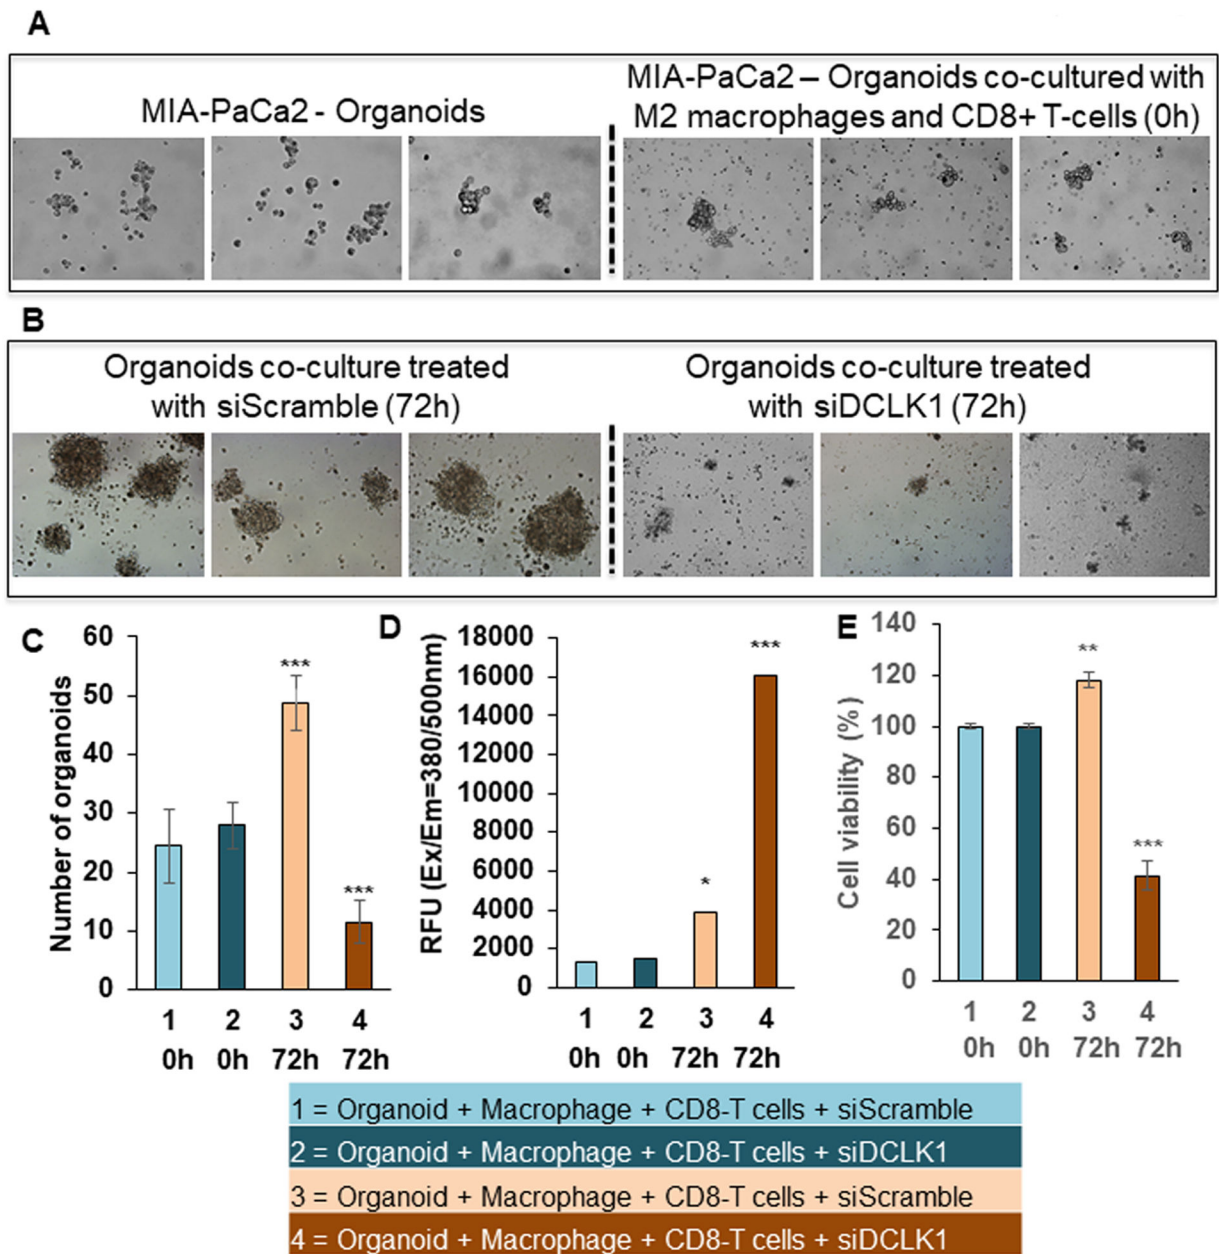 A
MIA-PaCa2 - Organoids
MIA-PaCa2 – Organoids co-cultured with
M2 macrophages and CD8+ T-cells (0h)
B
Organoids co-culture treated
with siScramble (72h)
Organoids co-culture treated
with siDCLK1 (72h)
C
Number of organoids
60
50
40
30
20
10
0
***
***
1 2 3 4
0h 0h 72h 72h
D
RFU (Ex/Em=380/500nm)
18000
16000
14000
12000
10000
8000
6000
4000
2000
0
*
***
1 2 3 4
0h 0h 72h 72h
E
Cell viability (%)
140
120
100
80
60
40
20
0
**
***
1 2 3 4
0h 0h 72h 72h
1 = Organoid + Macrophage + CD8-T cells + siScramble
2 = Organoid + Macrophage + CD8-T cells + siDCLK1
3 = Organoid + Macrophage + CD8-T cells + siScramble
4 = Organoid + Macrophage + CD8-T cells + siDCLK1